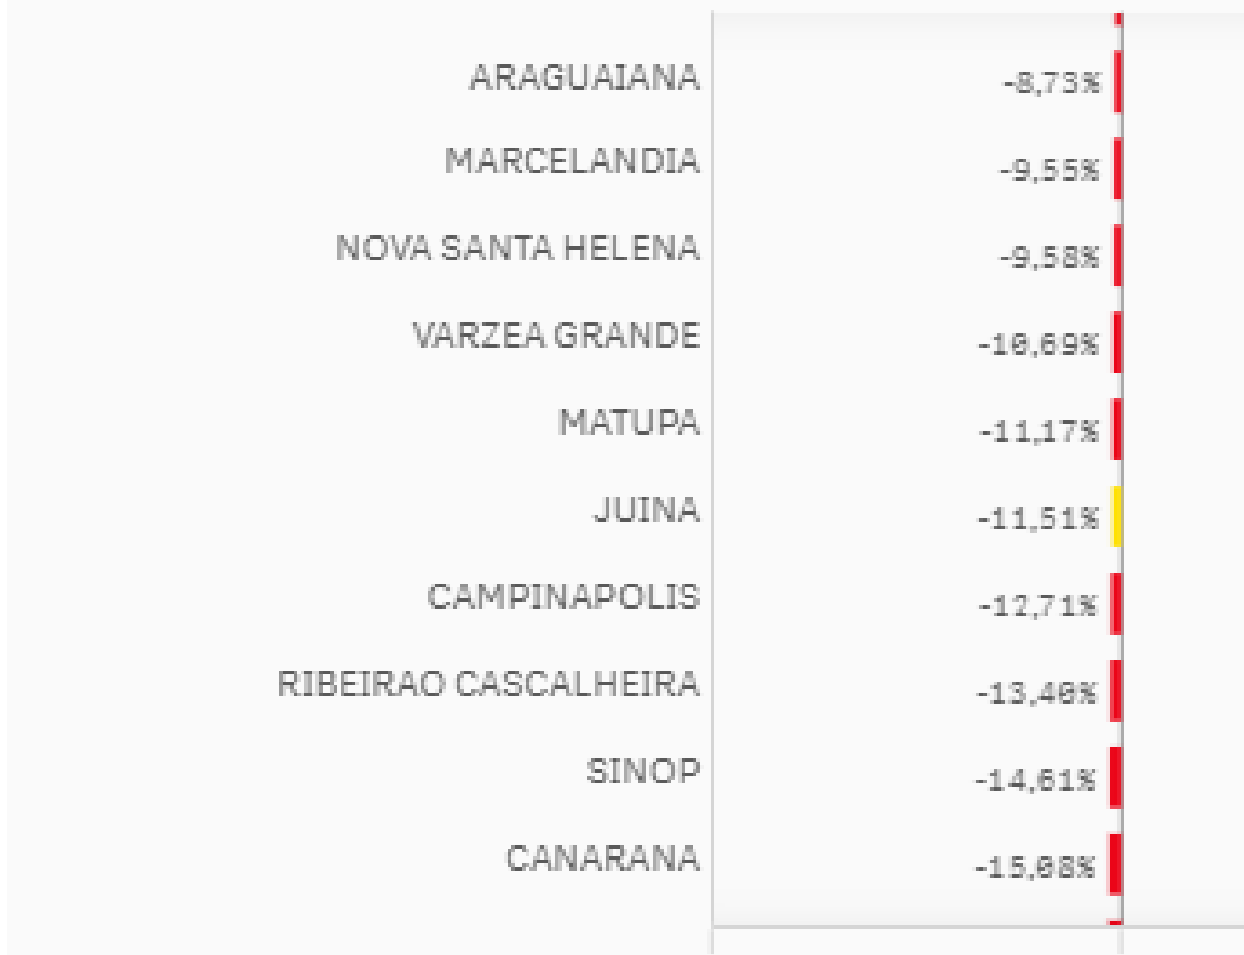 ARAGUAIANA -8,73%
MARCELANDIA -9,55%
NOVA SANTA HELENA -9,58%
VARZEA GRANDE -10,69%
MATUPA -11,17%
JUINA -11,51%
CAMPINAPOLIS -12,71%
RIBEIRAO CASCALHEIRA -13,40%
SINOP -14,61%
CANARANA -15,08%